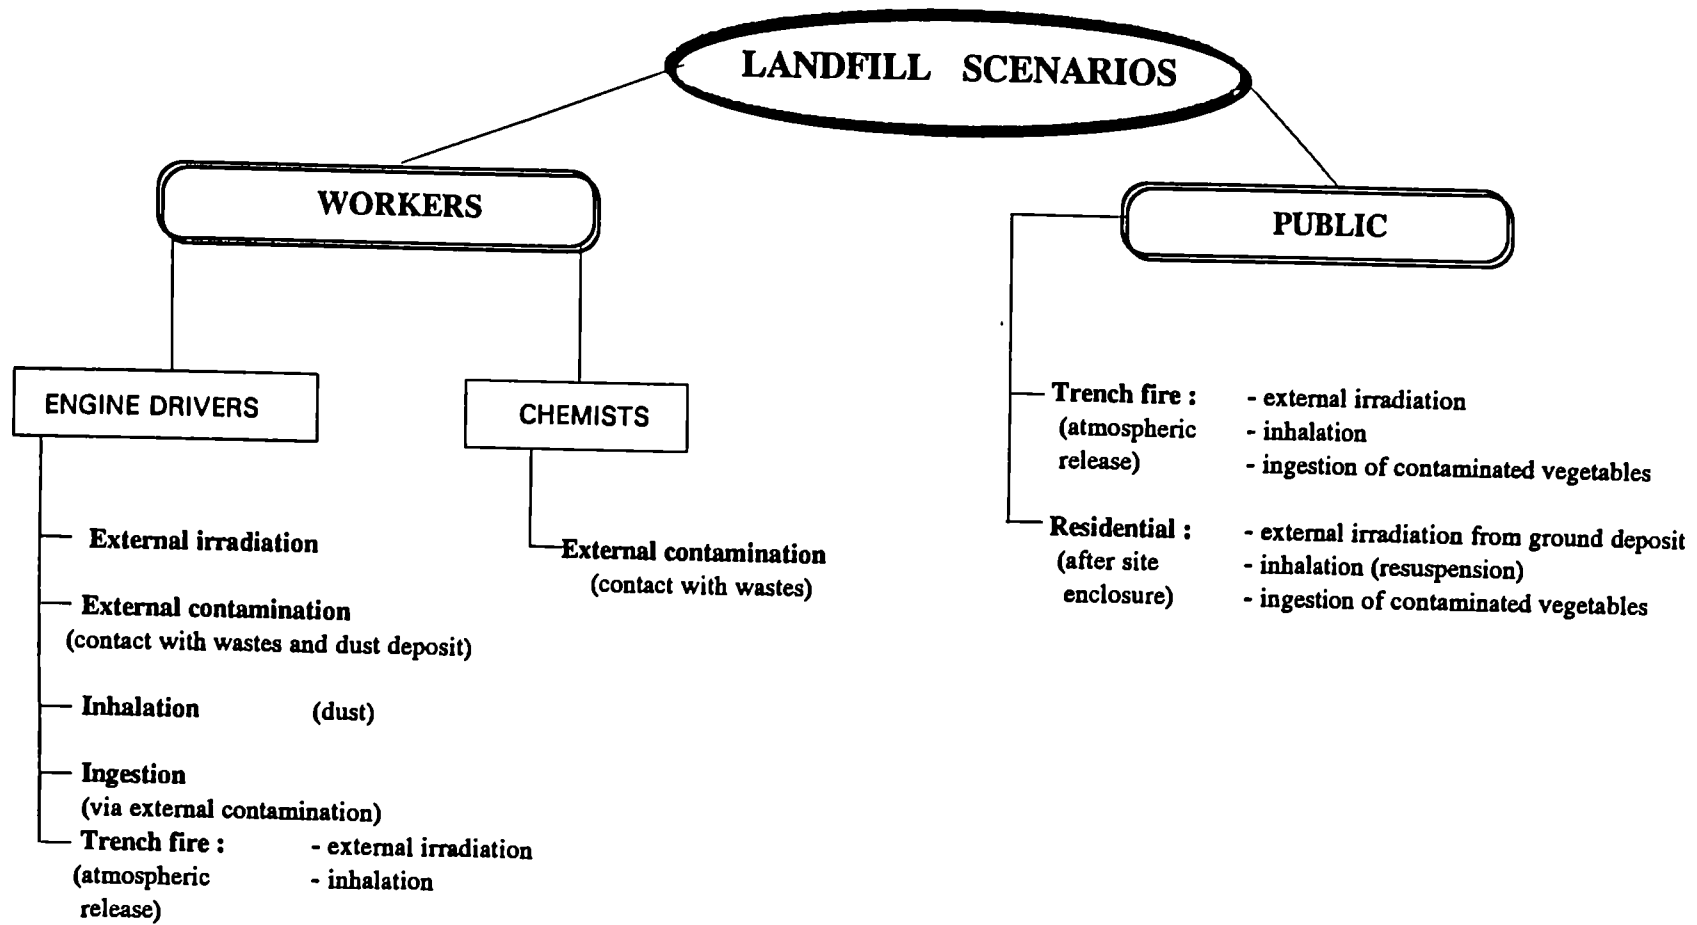 LANDFILL SCENARIOS
WORKERS
PUBLIC
ENGINE DRIVERS
CHEMISTS
External irradiation
External contamination
(contact with wastes and dust deposit)
Inhalation (dust)
Ingestion
(via external contamination)
Trench fire : - external irradiation
(atmospheric - inhalation
release)
External contamination
(contact with wastes)
Trench fire : - external irradiation
(atmospheric - inhalation
release) - ingestion of contaminated vegetables
Residential : - external irradiation from ground deposit
(after site - inhalation (resuspension)
enclosure) - ingestion of contaminated vegetables